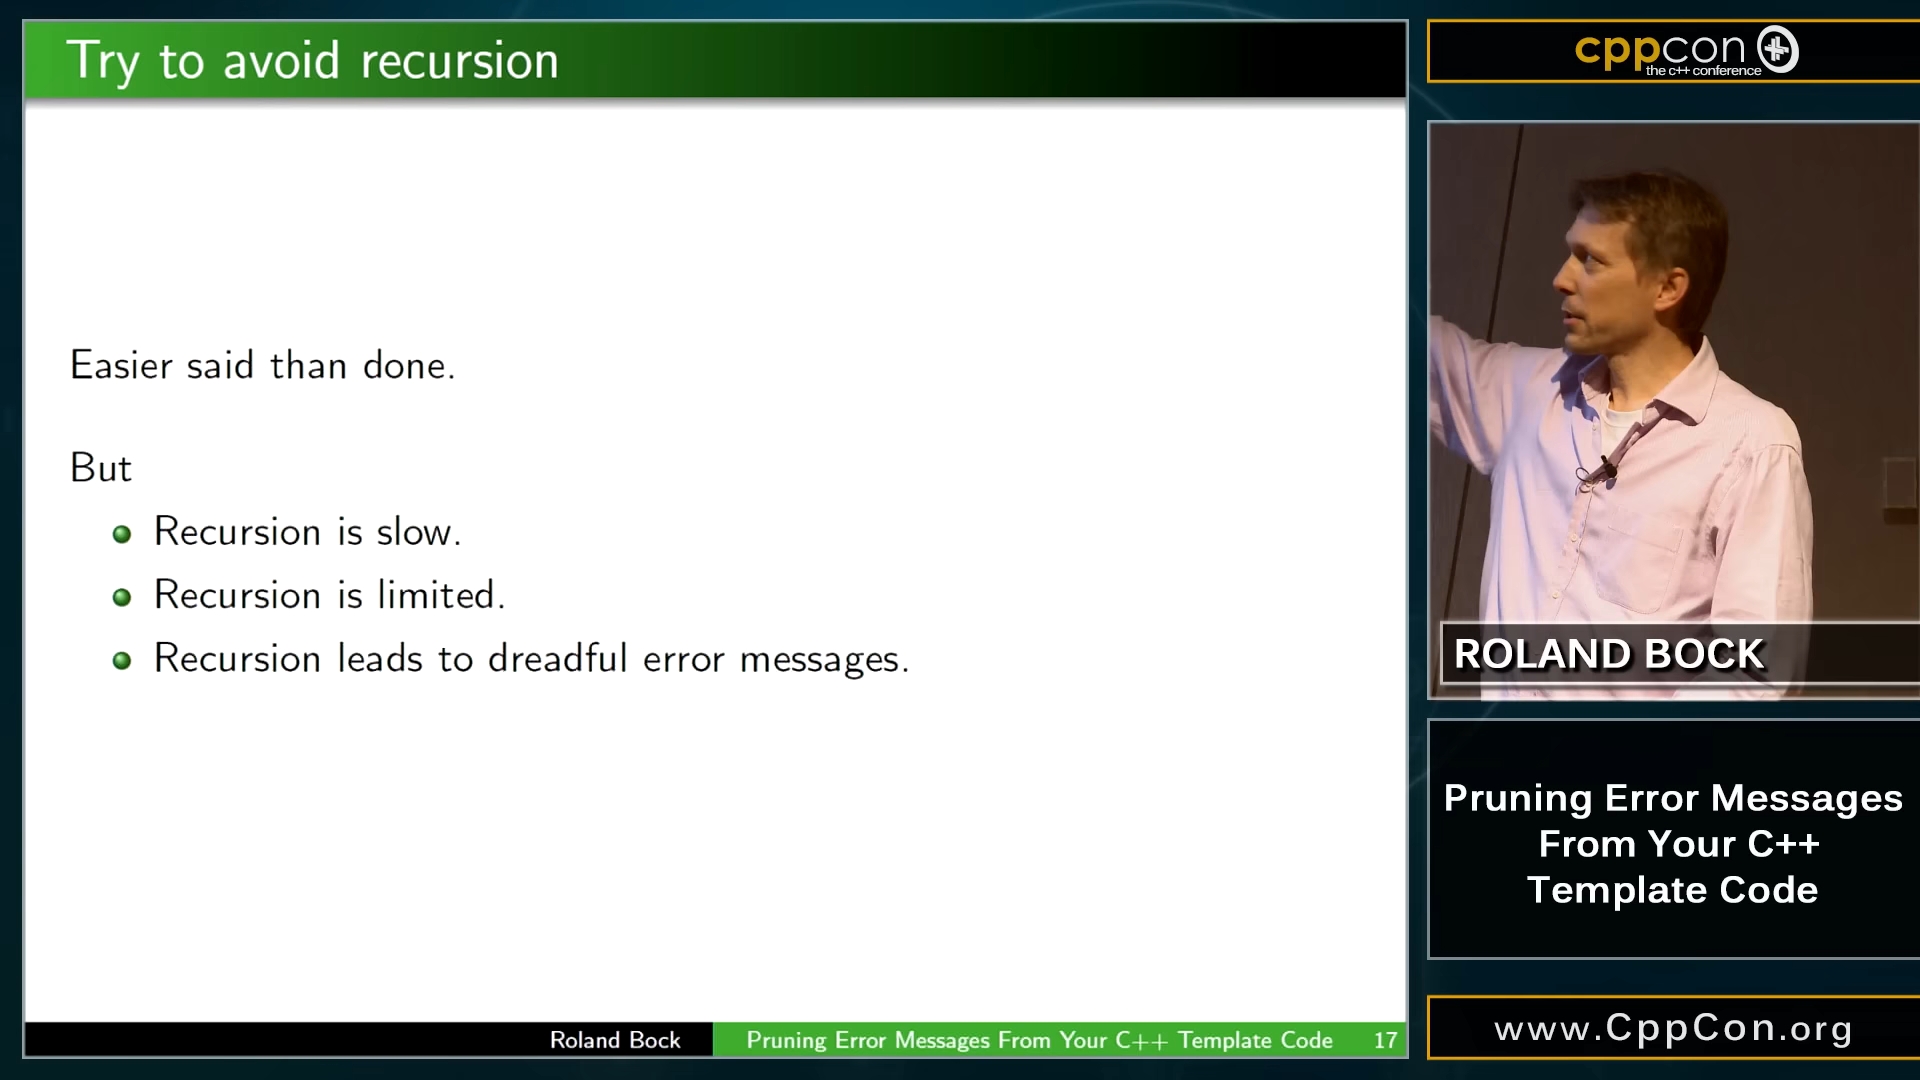 Try to avoid recursion
Easier said than done.
But
Recursion is slow.
Recursion is limited.
Recursion leads to dreadful error messages.
Roland Bock
Pruning Error Messages From Your C++ Template Code
17
cppcon
the c++ conference
ROLAND BOCK
Pruning Error Messages
From Your C++
Template Code
www.CppCon.org